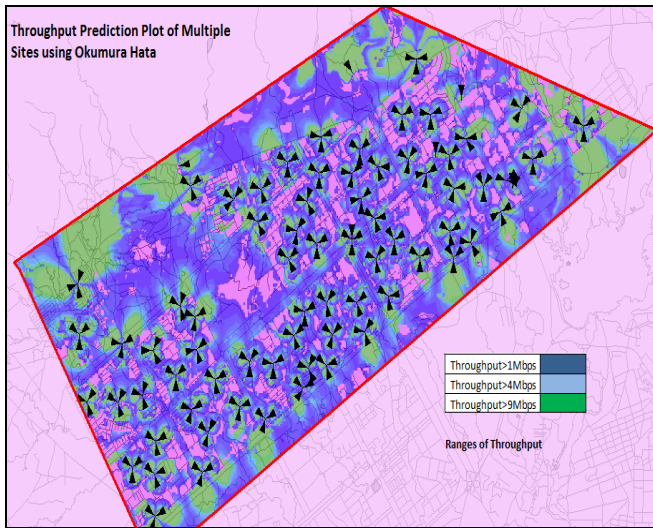 Throughput Prediction Plot of Multiple
Sites using Okumura Hata
Throughput>1Mbps
Throughput>4Mbps
Throughput>9Mbps
Ranges of Throughput